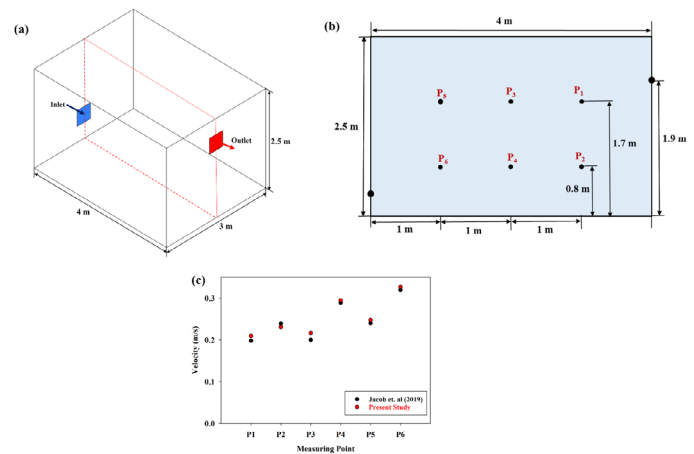 (a)
Inlet
Outlet
2.5 m
4 m
3 m
(b)
4 m
P5
P3
P1
2.5 m
1.7 m
1.9 m
P6
P4
P2
0.8 m
1 m
1 m
1 m
(c)
0.3
0.2
0.1
0.0
Velocity (m/s)
Jacob et. al (2019)
Present Study
P1 P2 P3 P4 P5 P6
Measuring Point